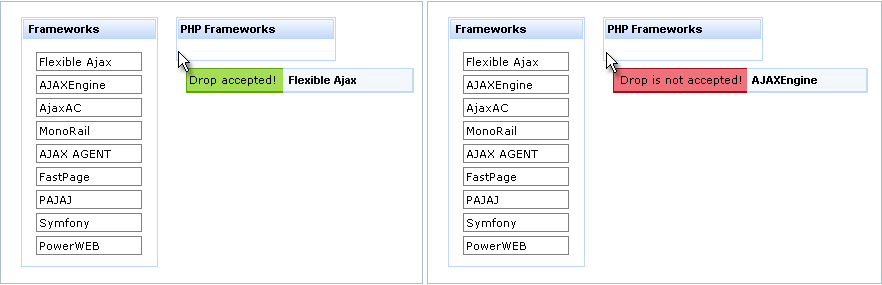 Frameworks
Flexible Ajax
AJAXEngine
AjaxAC
MonoRail
AJAX AGENT
FastPage
PAJAJ
Symfony
PowerWEB
PHP Frameworks
Drop accepted! Flexible Ajax
Frameworks
Flexible Ajax
AJAXEngine
AjaxAC
MonoRail
AJAX AGENT
FastPage
PAJAJ
Symfony
PowerWEB
PHP Frameworks
Drop is not accepted! AJAXEngine